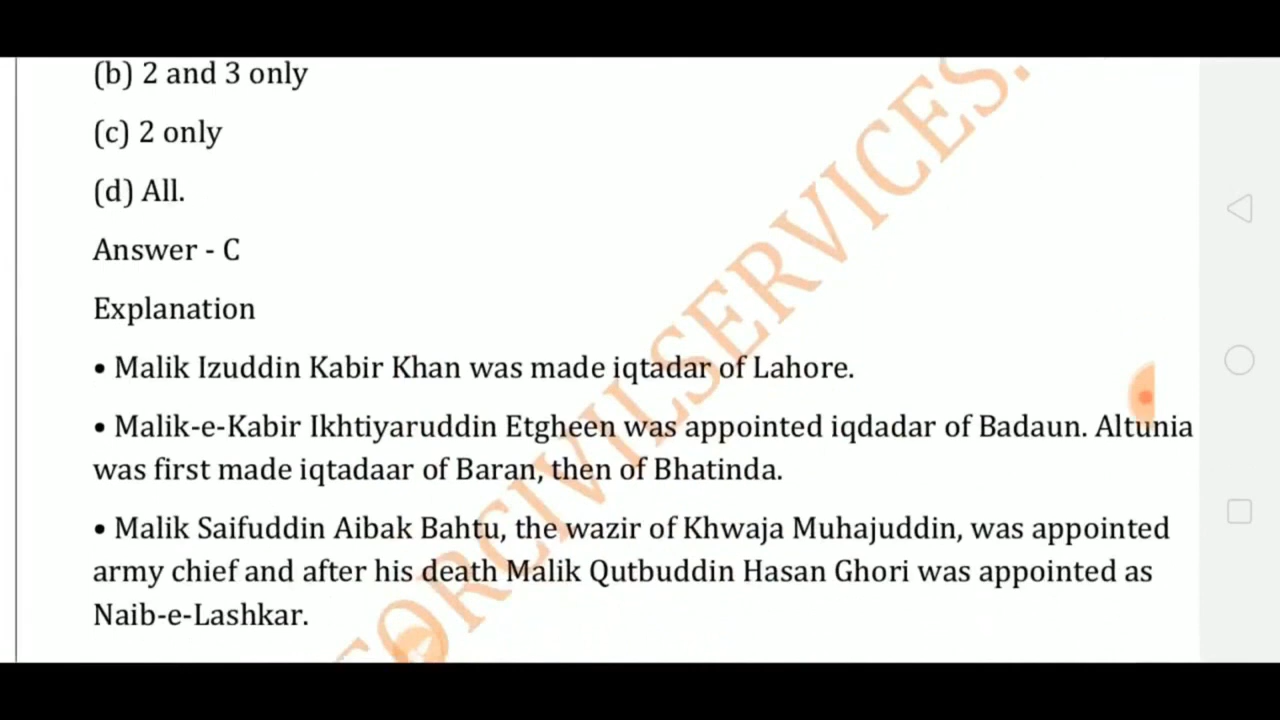 (b) 2 and 3 only
(c) 2 only
(d) All.
Answer - C
Explanation
• Malik Izuddin Kabir Khan was made iqtadar of Lahore.
• Malik-e-Kabir Ikhtiyaruddin Etgheen was appointed iqdadar of Badaun. Altunia
was first made iqtadaar of Baran, then of Bhatinda.
• Malik Saifuddin Aibak Bahtu, the wazir of Khwaja Muhajuddin, was appointed
army chief and after his death Malik Qutbuddin Hasan Ghori was appointed as
Naib-e-Lashkar.
FORCIVILSERVICES.